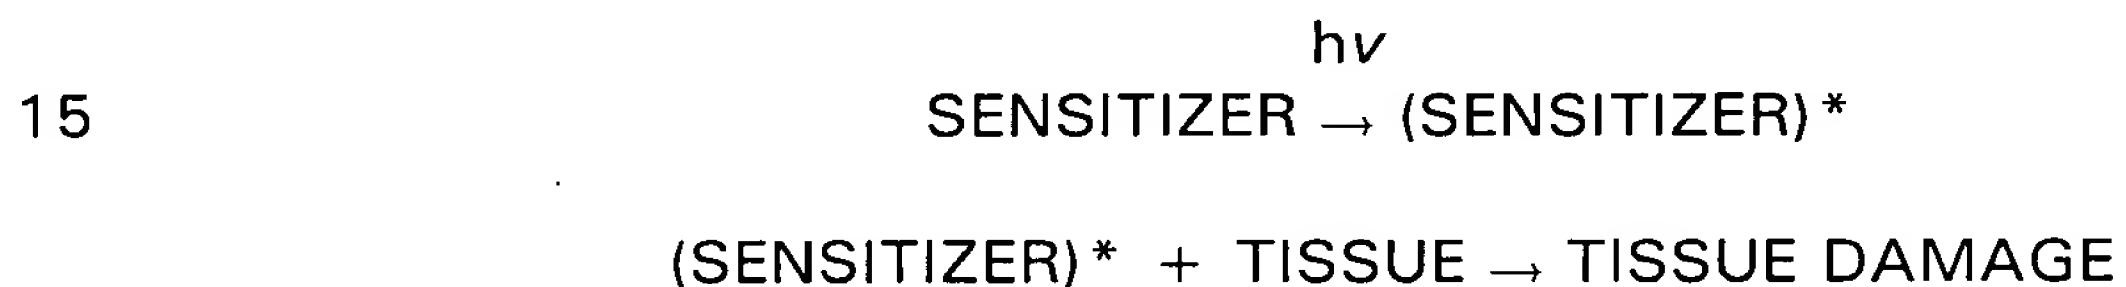 hν
15 SENSITIZER → (SENSITIZER)*
(SENSITIZER)* + TISSUE → TISSUE DAMAGE